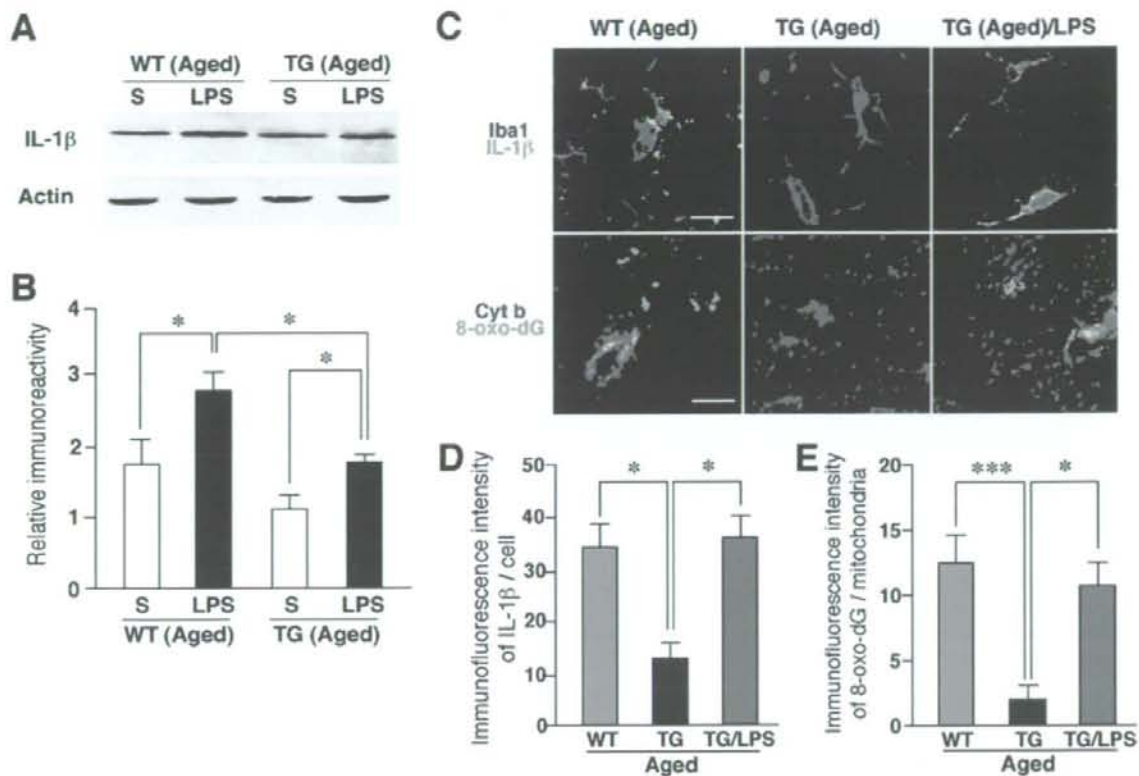 A
WT (Aged) TG (Aged)
S LPS S LPS
IL-1β
Actin
B
Relative immunoreactivity
4
3
2
1
0
* * *
S LPS S LPS
WT (Aged) TG (Aged)
C
WT (Aged) TG (Aged) TG (Aged)/LPS
Iba1
IL-1β
Cyt b
8-oxo-dG
D
Immunofluorescence intensity
of IL-1β / cell
50
40
30
20
10
0
* *
WT TG TG/LPS
Aged
E
Immunofluorescence intensity
of 8-oxo-dG / mitochondria
20
15
10
5
0
*** *
WT TG TG/LPS
Aged